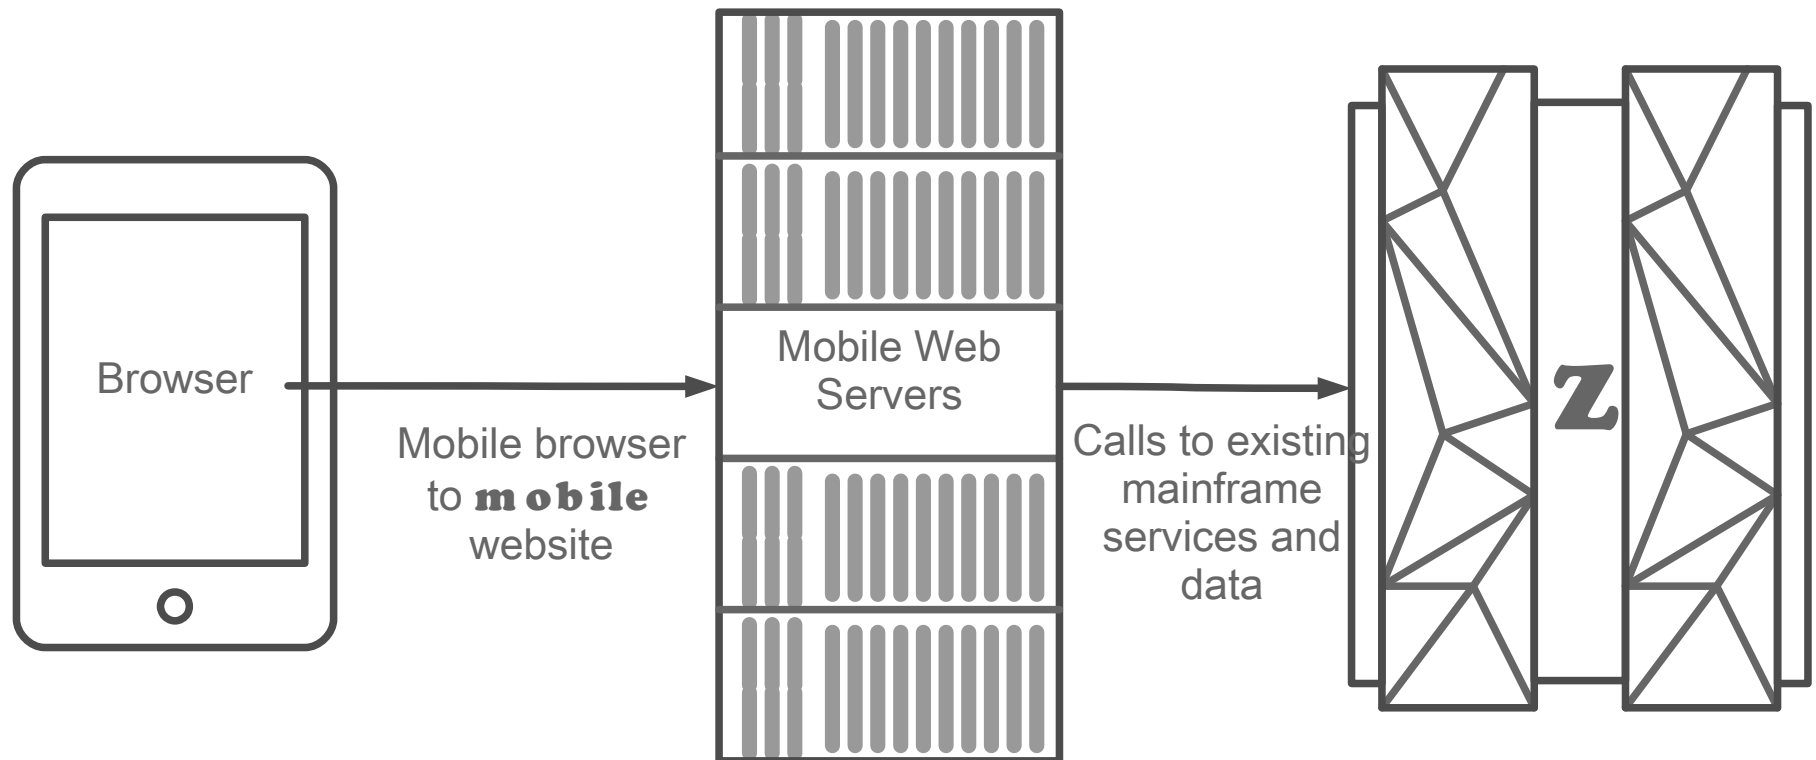 Browser
Mobile browser
to mobile
website
Mobile Web
Servers
Calls to existing
mainframe
services and
data
z